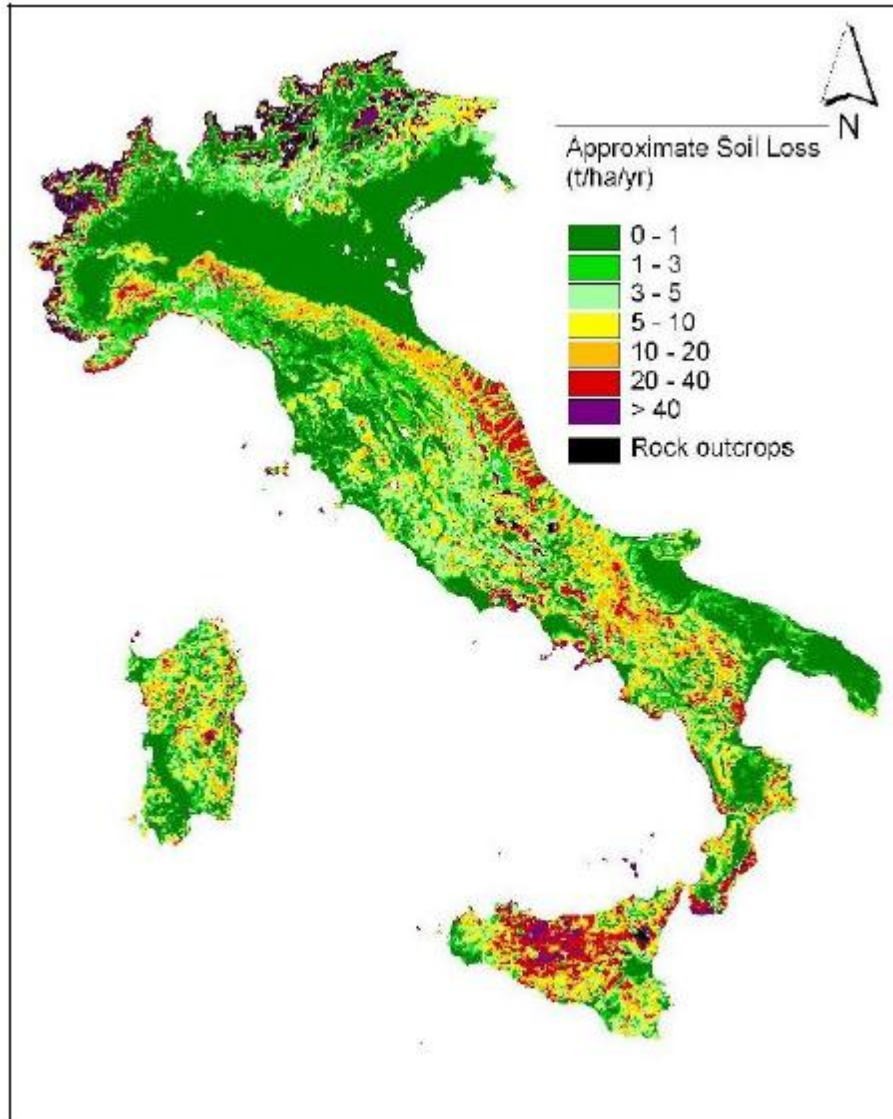 N
Approximate Soil Loss
(t/ha/yr)
0 - 1
1 - 3
3 - 5
5 - 10
10 - 20
20 - 40
> 40
Rock outcrops